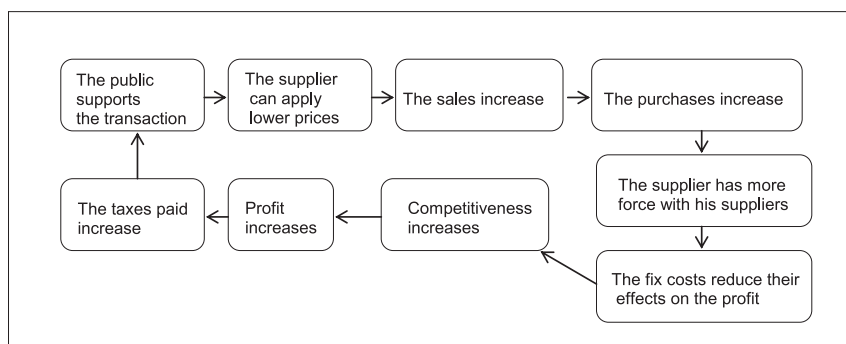 The public
supports
the transaction
The supplier
can apply
lower prices
The sales increase
The purchases increase
The supplier has more
force with his suppliers
The fix costs reduce their
effects on the profit
Competitiveness
increases
Profit
increases
The taxes paid
increase